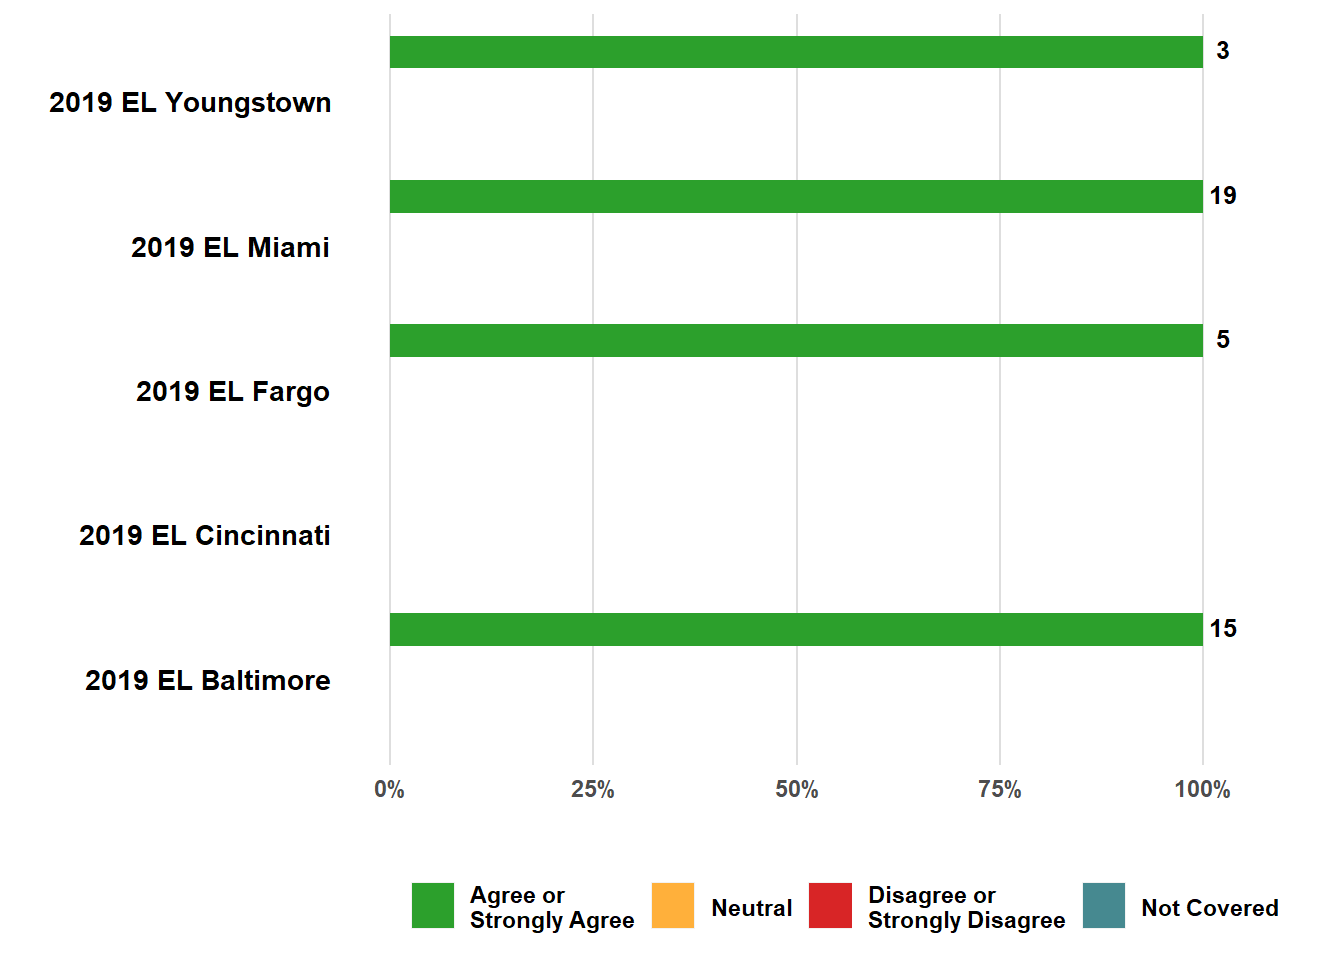 3
2019 EL Youngstown
19
2019 EL Miami
5
2019 EL Fargo
2019 EL Cincinnati
15
2019 EL Baltimore
0% 25% 50% 75% 100%
Agree or
Strongly Agree
Neutral
Disagree or
Strongly Disagree
Not Covered